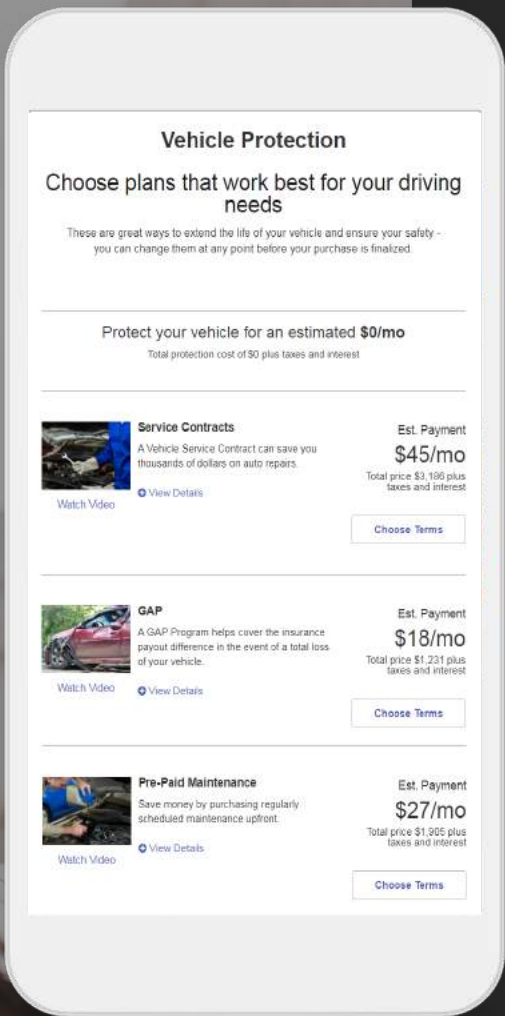 Vehicle Protection
Choose plans that work best for your driving
needs
These are great ways to extend the life of your vehicle and ensure your safety -
you can change them at any point before your purchase is finalized.
Protect your vehicle for an estimated $0/mo
Total protection cost of $0 plus taxes and interest
Service Contracts
A Vehicle Service Contract can save you
thousands of dollars on auto repairs.
View Details
Watch Video
Est. Payment
$45/mo
Total price $3,186 plus
taxes and interest
Choose Terms
GAP
A GAP Program helps cover the insurance
payout difference in the event of a total loss
of your vehicle.
View Details
Watch Video
Est. Payment
$18/mo
Total price $1,231 plus
taxes and interest
Choose Terms
Pre-Paid Maintenance
Save money by purchasing regularly
scheduled maintenance upfront.
View Details
Watch Video
Est. Payment
$27/mo
Total price $1,905 plus
taxes and interest
Choose Terms